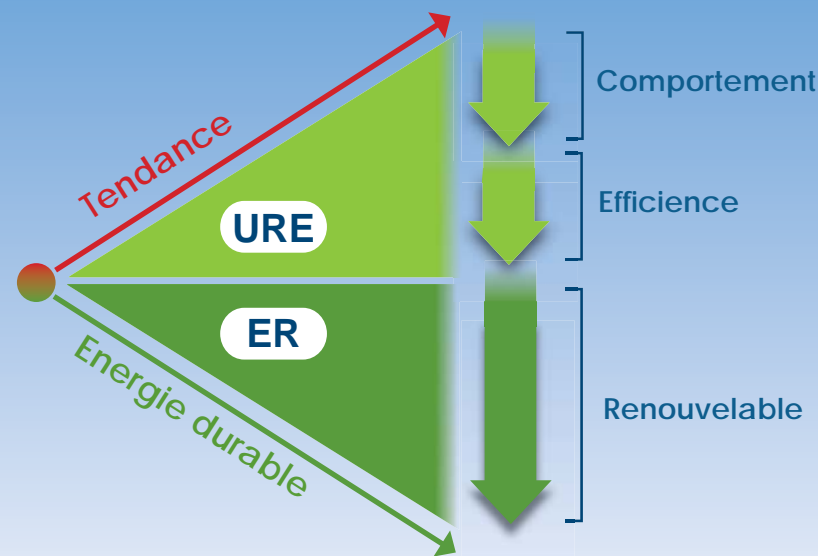 Tendance
Comportement
URE
Efficience
ER
Energie durable
Renouvelable